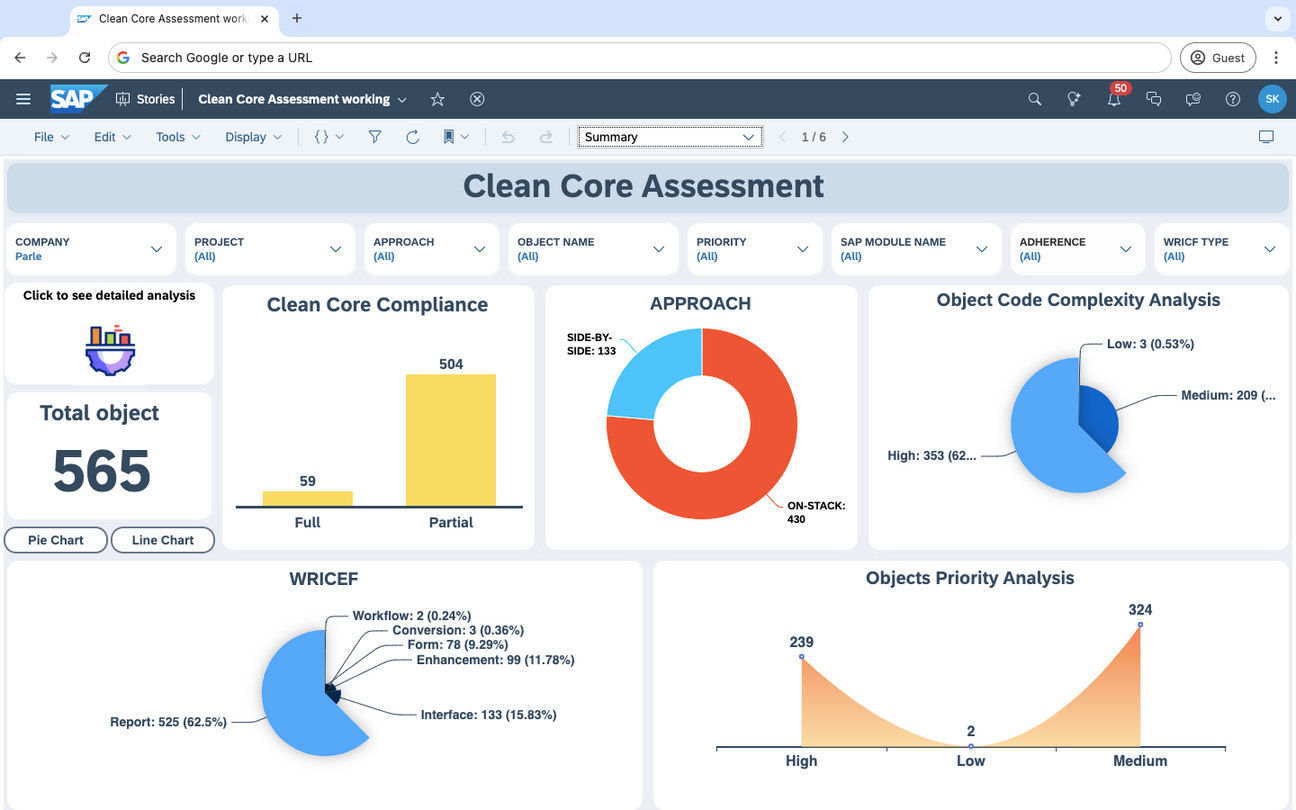 SAP Clean Core Assessment work
Search Google or type a URL
Guest
SAP
Stories
Clean Core Assessment working
50
SK
File
Edit
Tools
Display
Summary
1 / 6
Clean Core Assessment
COMPANY
Parle
PROJECT
(All)
APPROACH
(All)
OBJECT NAME
(All)
PRIORITY
(All)
SAP MODULE NAME
(All)
ADHERENCE
(All)
WRICF TYPE
(All)
Click to see detailed analysis
Total object
565
Pie Chart
Line Chart
Clean Core Compliance
504
59
Full
Partial
APPROACH
SIDE-BY-
SIDE: 133
ON-STACK:
430
Object Code Complexity Analysis
Low: 3 (0.53%)
Medium: 209 (...
High: 353 (62...
WRICEF
Workflow: 2 (0.24%)
Conversion: 3 (0.36%)
Form: 78 (9.29%)
Enhancement: 99 (11.78%)
Interface: 133 (15.83%)
Report: 525 (62.5%)
Objects Priority Analysis
324
239
2
High
Low
Medium